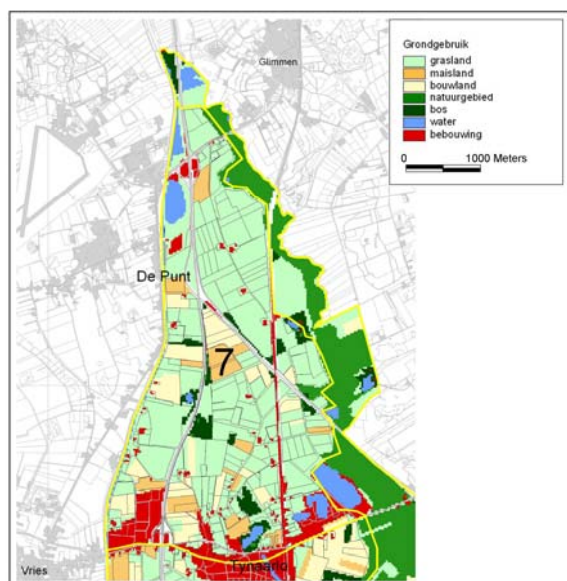 Grondgebruik
grasland
maisland
bouwland
natuurgebied
bos
water
bebouwing
0 1000 Meters
Glimmen
De Punt
7
Tynaarlo
Vries